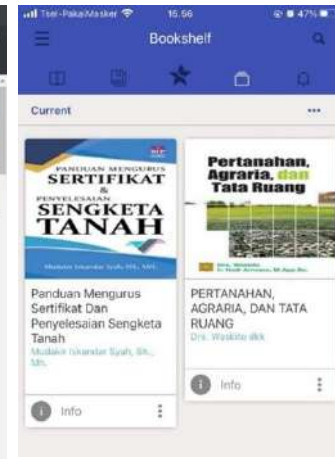 Tsel-PakaiMasker
15.56
47%
Bookshelf
Current
PANDUAN MENGURUS
SERTIFIKAT
&
PENYELESAIAN
SENGKETA
TANAH
Mudakir Iskandar Syah, SH., MH.
Panduan Mengurus
Sertifikat Dan
Penyelesaian Sengketa
Tanah
Mudakir Iskandar Syah, SH.,
MH.
Info
Pertanahan,
Agraria, dan
Tata Ruang
Drs. Waskito
PERTANAHAN,
AGRARIA, DAN TATA
RUANG
Drs. Waskito dkk
Info